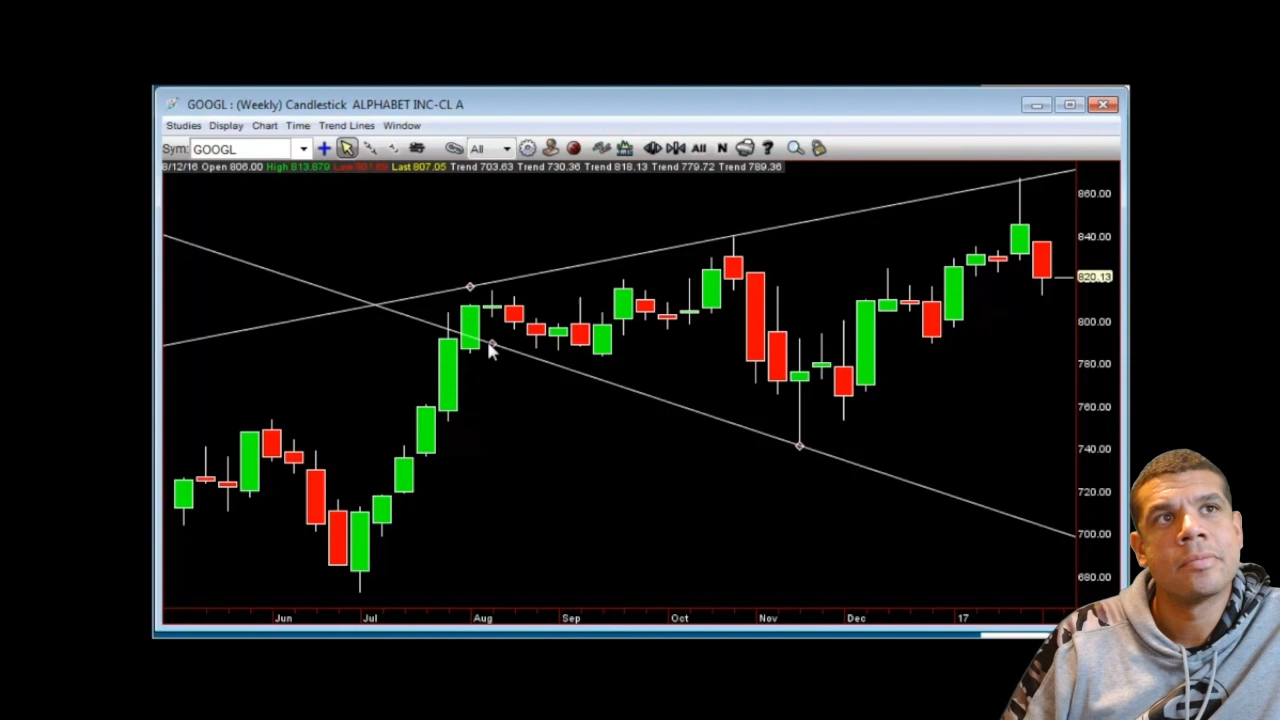 GOOGL : (Weekly) Candlestick ALPHABET INC-CL A
Studies Display Chart Time Trend Lines Window
Sym: GOOGL All All N ?
8/12/16 Open 806.00 High 813.879 Last 807.05 Trend 703.63 Trend 730.36 Trend 818.13 Trend 779.72 Trend 789.36
860.00
840.00
820.13
800.00
780.00
760.00
740.00
720.00
700.00
680.00
Jun Jul Aug Sep Oct Nov Dec 17